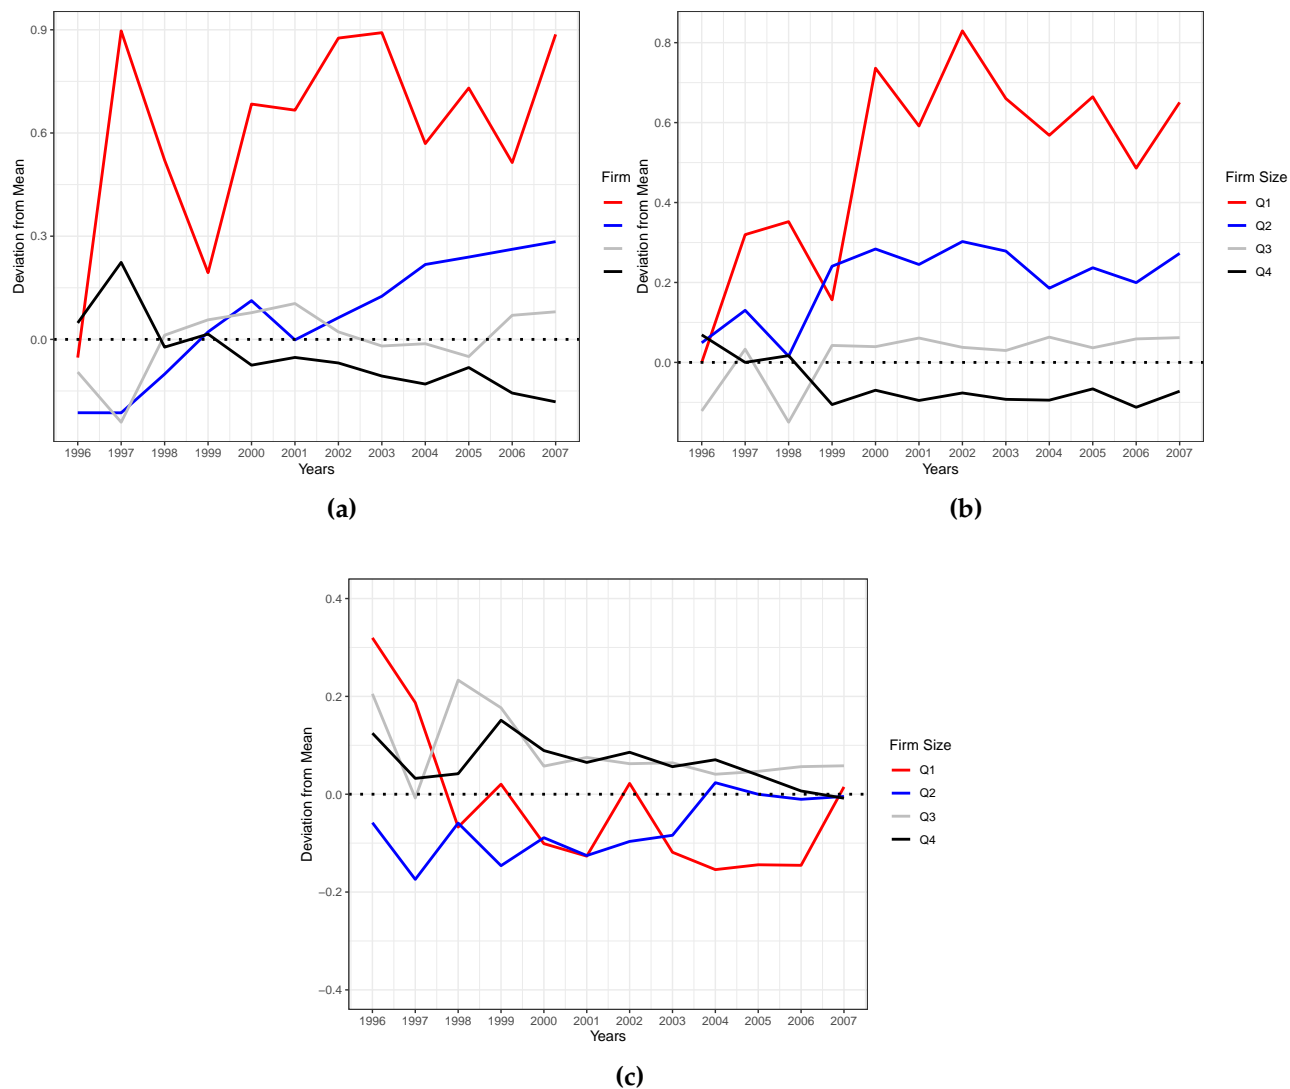 0.9
0.6
0.3
0.0
Deviation from Mean
1996 1997 1998 1999 2000 2001 2002 2003 2004 2005 2006 2007
Years
Firm
(a)
0.8
0.6
0.4
0.2
0.0
Deviation from Mean
1996 1997 1998 1999 2000 2001 2002 2003 2004 2005 2006 2007
Years
Firm Size
Q1
Q2
Q3
Q4
(b)
0.4
0.2
0.0
−0.2
−0.4
Deviation from Mean
1996 1997 1998 1999 2000 2001 2002 2003 2004 2005 2006 2007
Years
Firm Size
Q1
Q2
Q3
Q4
(c)